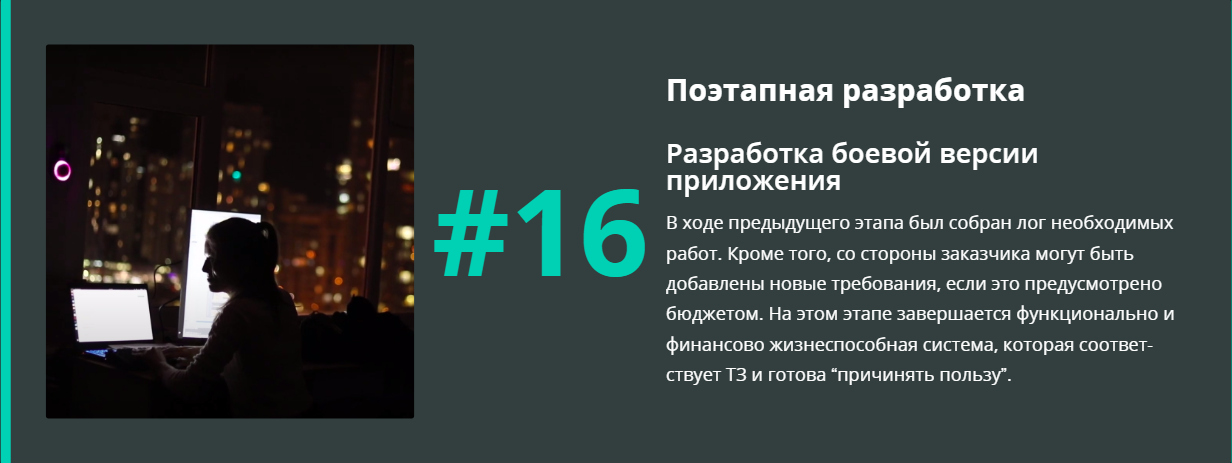 #16
Поэтапная разработка
Разработка боевой версии
приложения
В ходе предыдущего этапа был собран лог необходимых
работ. Кроме того, со стороны заказчика могут быть
добавлены новые требования, если это предусмотрено
бюджетом. На этом этапе завершается функционально и
финансово жизнеспособная система, которая соответ-
ствует ТЗ и готова “причинять пользу”.